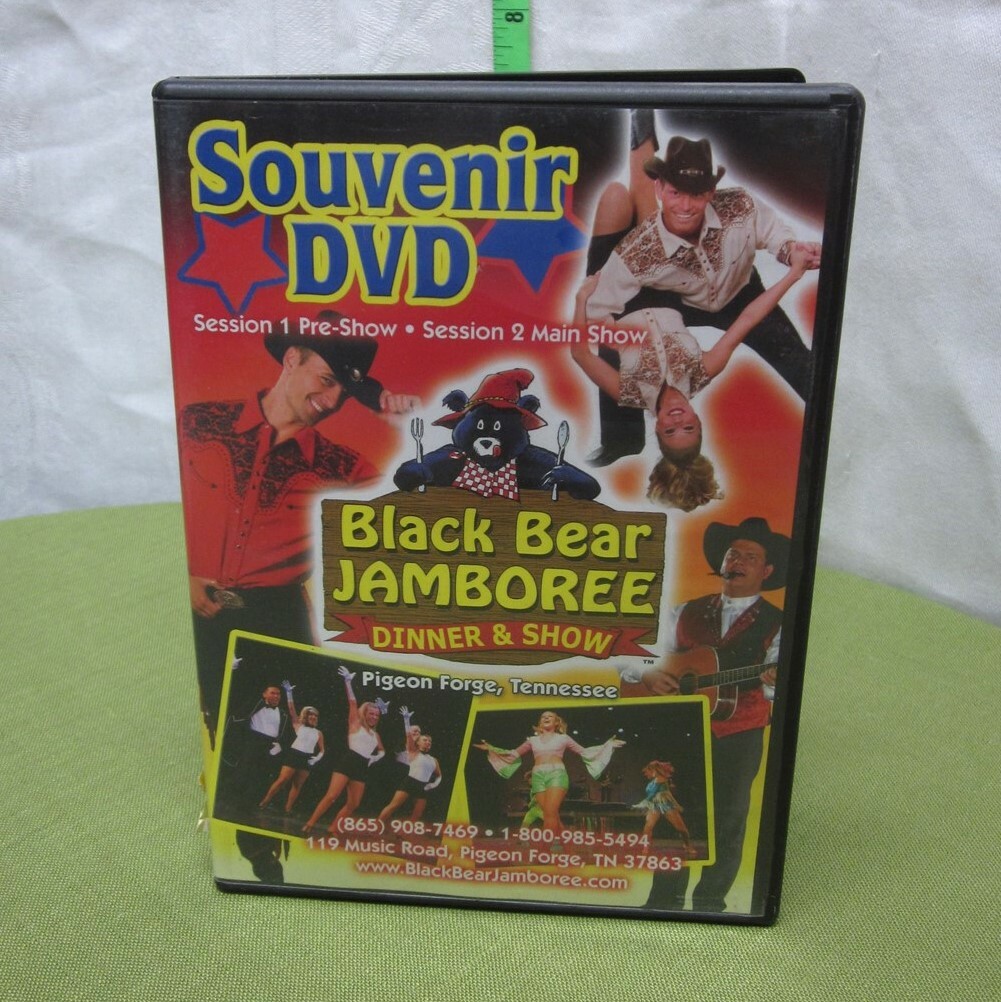 8
Souvenir
DVD
Session 1 Pre-Show • Session 2 Main Show
Black Bear
JAMBOREE
DINNER & SHOW
TM
Pigeon Forge, Tennessee
(865) 908-7469 • 1-800-985-5494
119 Music Road, Pigeon Forge, TN 37863
www.BlackBearJamboree.com